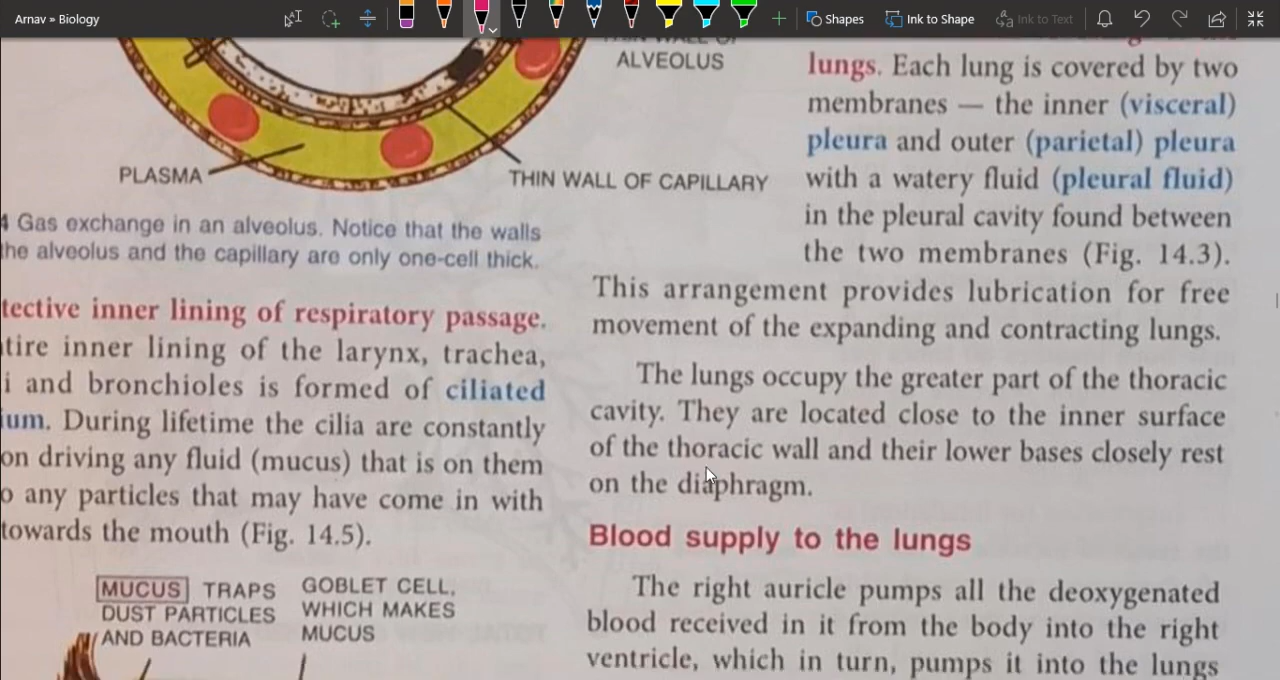 Arnav » Biology
Shapes
Ink to Shape
Ink to Text
ALVEOLUS
PLASMA
THIN WALL OF CAPILLARY
4 Gas exchange in an alveolus. Notice that the walls
the alveolus and the capillary are only one-cell thick.
tective inner lining of respiratory passage.
tire inner lining of the larynx, trachea,
i and bronchioles is formed of ciliated
ium. During lifetime the cilia are constantly
on driving any fluid (mucus) that is on them
o any particles that may have come in with
towards the mouth (Fig. 14.5).
MUCUS TRAPS
DUST PARTICLES
AND BACTERIA
GOBLET CELL,
WHICH MAKES
MUCUS
lungs. Each lung is covered by two
membranes — the inner (visceral)
pleura and outer (parietal) pleura
with a watery fluid (pleural fluid)
in the pleural cavity found between
the two membranes (Fig. 14.3).
This arrangement provides lubrication for free
movement of the expanding and contracting lungs.
The lungs occupy the greater part of the thoracic
cavity. They are located close to the inner surface
of the thoracic wall and their lower bases closely rest
on the diaphragm.
Blood supply to the lungs
The right auricle pumps all the deoxygenated
blood received in it from the body into the right
ventricle, which in turn, pumps it into the lungs